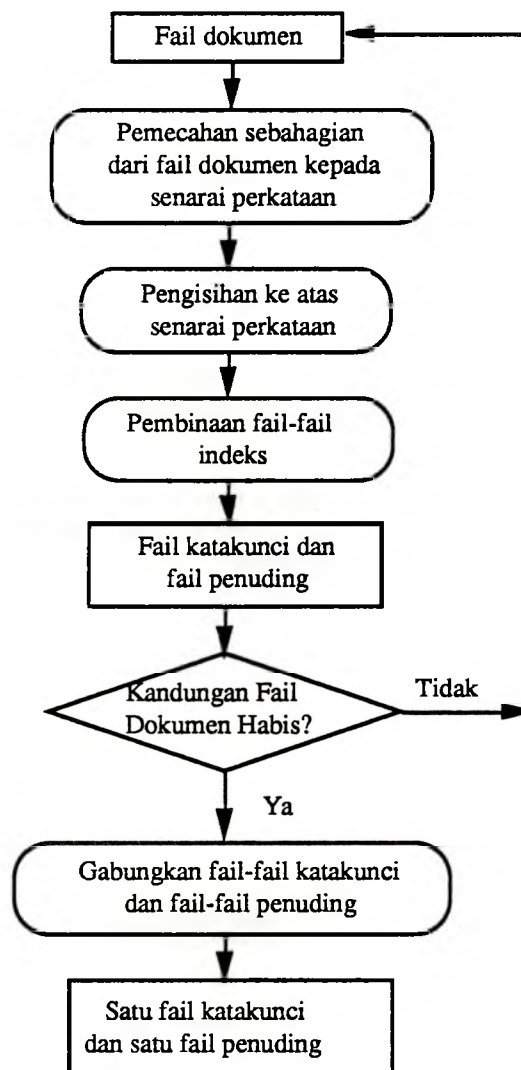 Fail dokumen
Pemecahan sebahagian
dari fail dokumen kepada
senarai perkataan
Pengisihan ke atas
senarai perkataan
Pembinaan fail-fail
indeks
Fail katakunci dan
fail penuding
Kandungan Fail
Dokumen Habis?
Tidak
Ya
Gabungkan fail-fail katakunci
dan fail-fail penuding
Satu fail katakunci
dan satu fail penuding